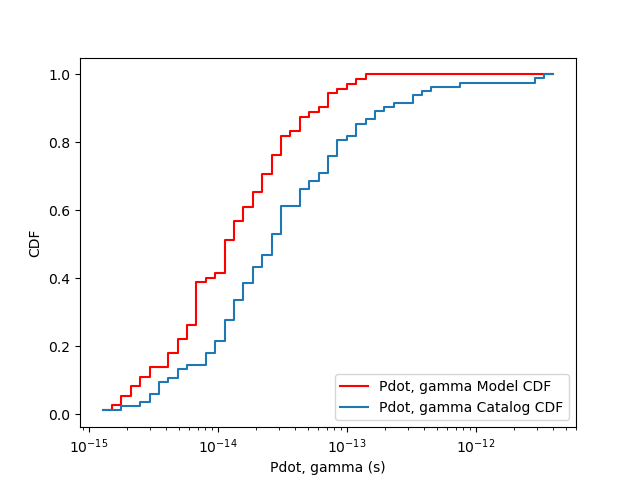 1.0
0.8
0.6
0.4
0.2
0.0
CDF
Pdot, gamma Model CDF
Pdot, gamma Catalog CDF
10^{-15} 10^{-14} 10^{-13} 10^{-12}
Pdot, gamma (s)